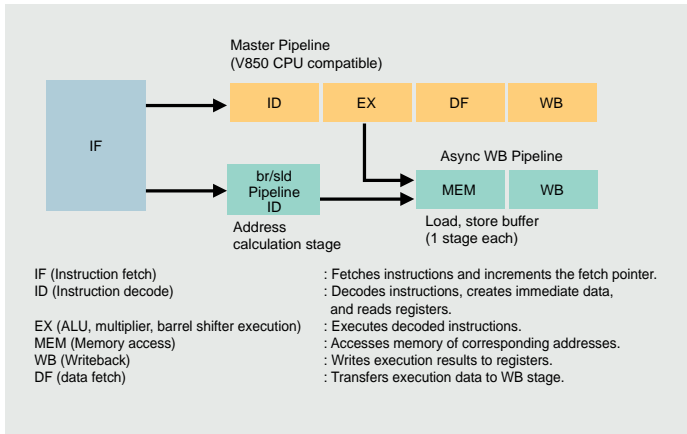 Master Pipeline
(V850 CPU compatible)
IF
ID EX DF WB
br/sld
Pipeline
ID
Address
calculation stage
Async WB Pipeline
MEM WB
Load, store buffer
(1 stage each)
IF (Instruction fetch) : Fetches instructions and increments the fetch pointer.
ID (Instruction decode) : Decodes instructions, creates immediate data,
and reads registers.
EX (ALU, multiplier, barrel shifter execution) : Executes decoded instructions.
MEM (Memory access) : Accesses memory of corresponding addresses.
WB (Writeback) : Writes execution results to registers.
DF (data fetch) : Transfers execution data to WB stage.